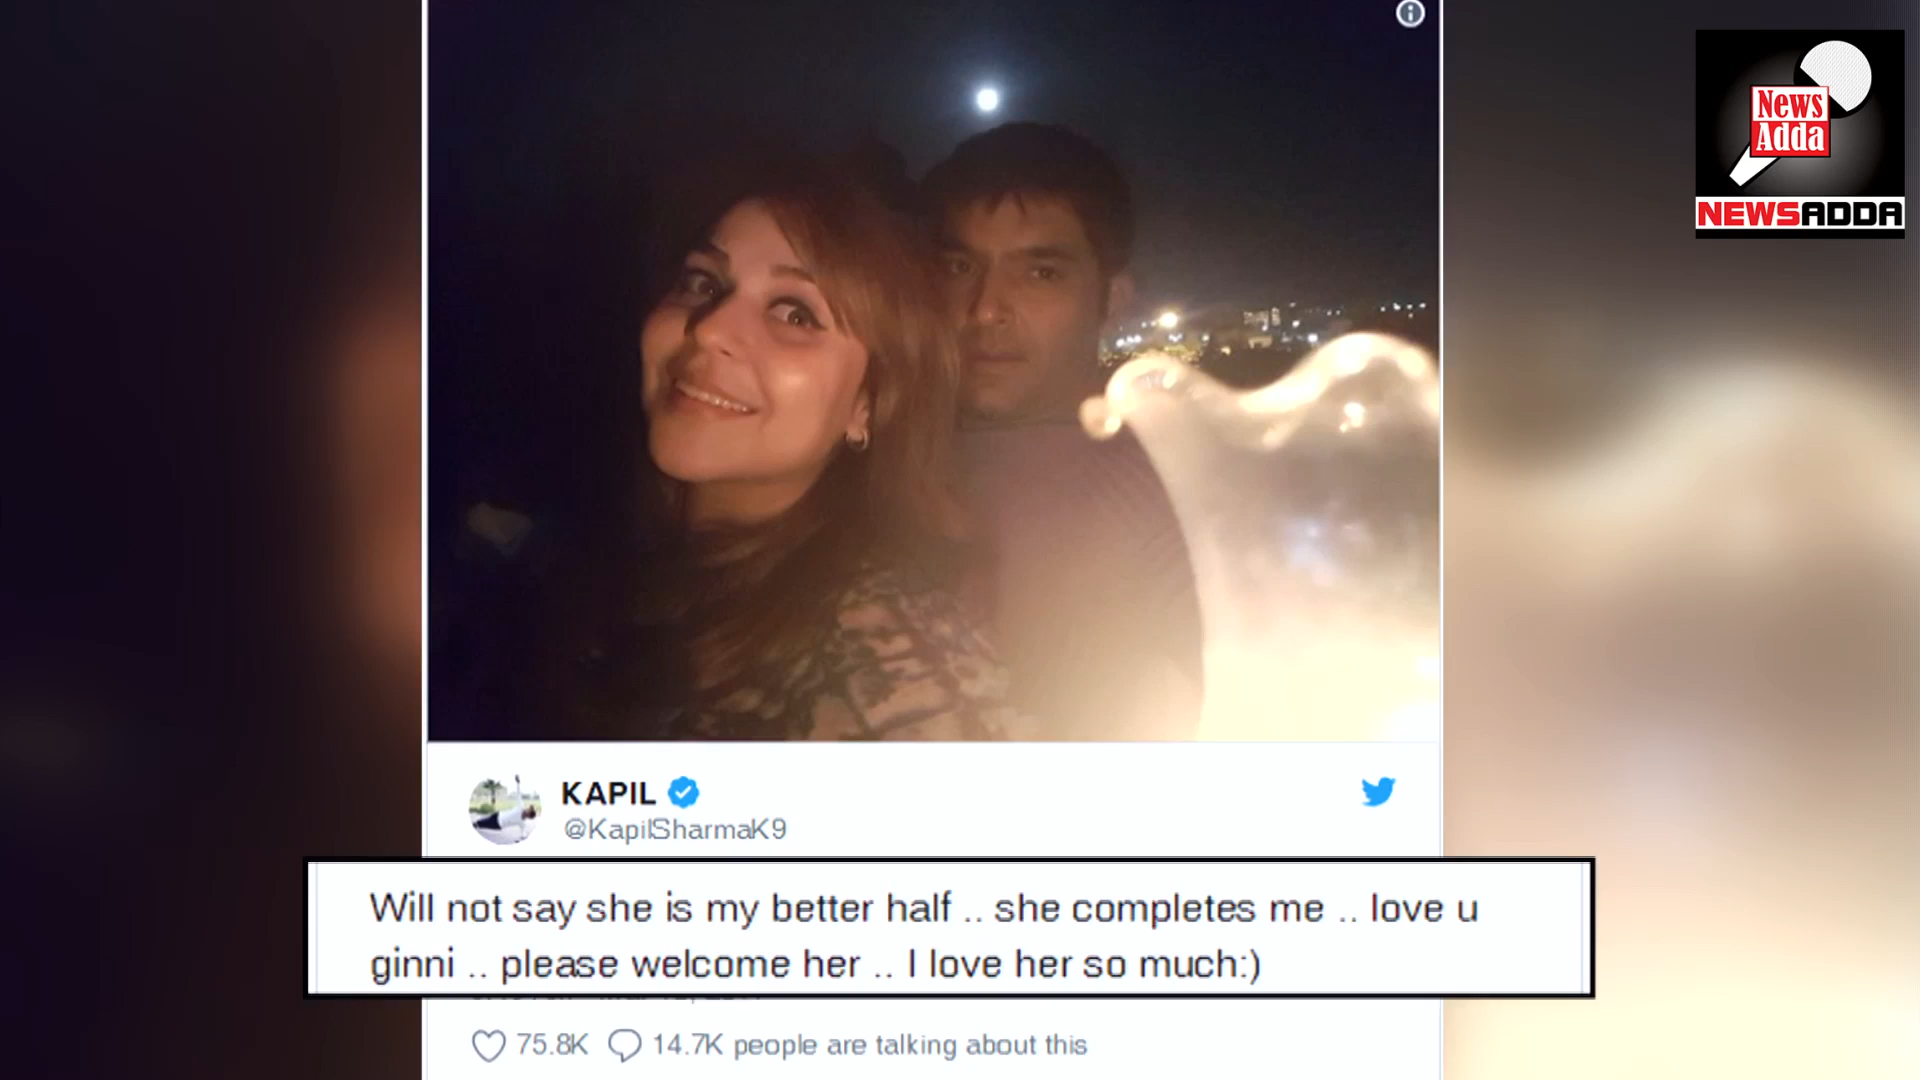 News
Adda
NEWSADDA
KAPIL
@KapilSharmaK9
Will not say she is my better half .. she completes me .. love u
ginni .. please welcome her .. I love her so much:)
75.8K 14.7K people are talking about this